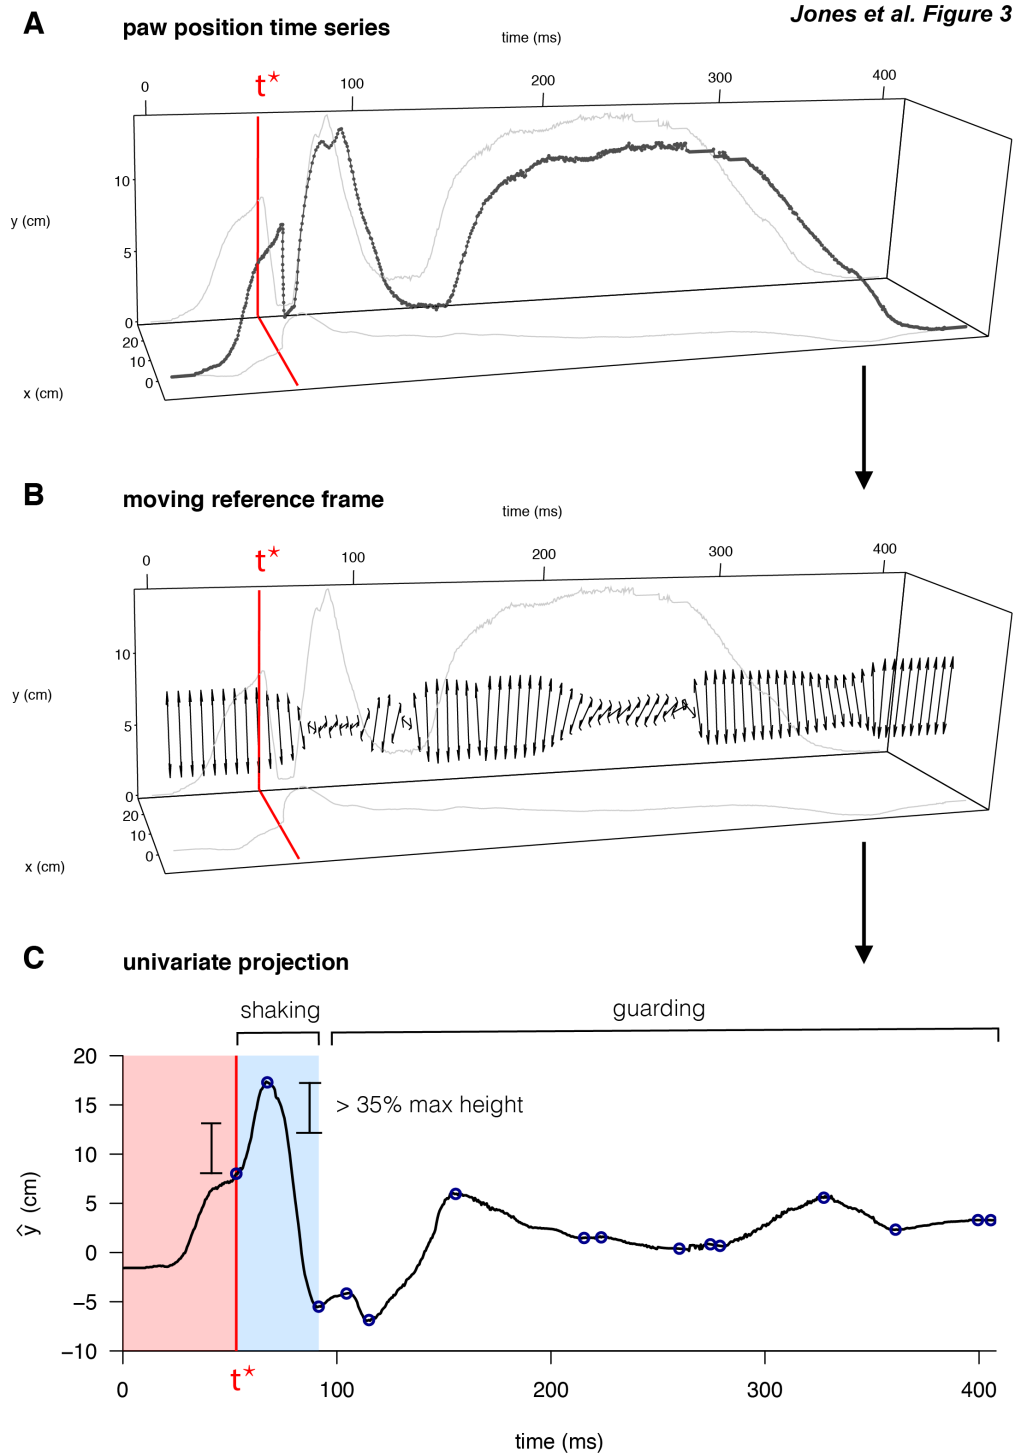 Jones et al. Figure 3
A paw position time series
time (ms)
0 t* 100 200 300 400
10
y (cm)
5
0
20
10
0
x (cm)
B moving reference frame
time (ms)
0 t* 100 200 300 400
10
y (cm)
5
0
20
10
0
x (cm)
C univariate projection
shaking guarding
20
15
> 35% max height
10
5
0
−5
−10
ŷ (cm)
t*
0 100 200 300 400
time (ms)